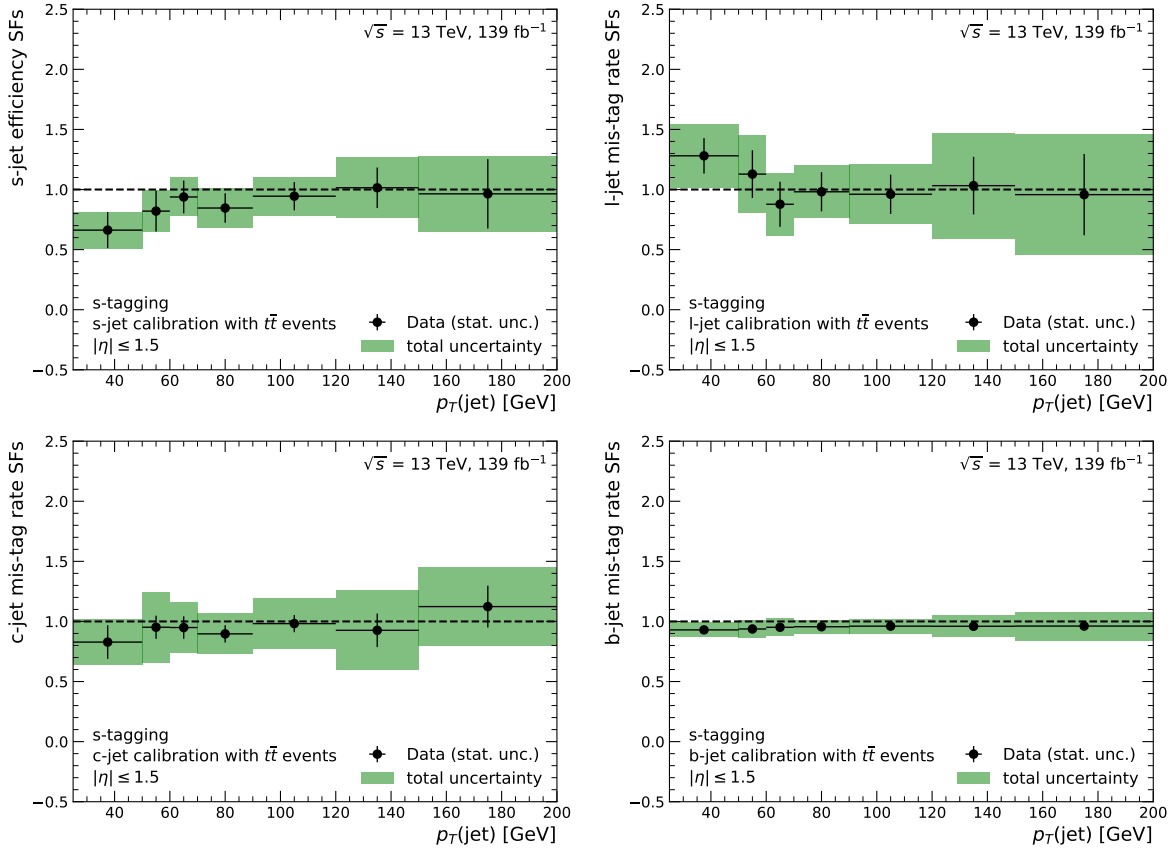 s-jet efficiency SFs
2.5
2.0
1.5
1.0
0.5
0.0
−0.5
√s = 13 TeV, 139 fb⁻¹
s-tagging
s-jet calibration with tt̅ events
|η| ≤ 1.5
Data (stat. unc.)
total uncertainty
40 60 80 100 120 140 160 180 200
p_T(jet) [GeV]
l-jet mis-tag rate SFs
2.5
2.0
1.5
1.0
0.5
0.0
−0.5
√s = 13 TeV, 139 fb⁻¹
s-tagging
l-jet calibration with tt̅ events
|η| ≤ 1.5
Data (stat. unc.)
total uncertainty
40 60 80 100 120 140 160 180 200
p_T(jet) [GeV]
c-jet mis-tag rate SFs
2.5
2.0
1.5
1.0
0.5
0.0
−0.5
√s = 13 TeV, 139 fb⁻¹
s-tagging
c-jet calibration with tt̅ events
|η| ≤ 1.5
Data (stat. unc.)
total uncertainty
40 60 80 100 120 140 160 180 200
p_T(jet) [GeV]
b-jet mis-tag rate SFs
2.5
2.0
1.5
1.0
0.5
0.0
−0.5
√s = 13 TeV, 139 fb⁻¹
s-tagging
b-jet calibration with tt̅ events
|η| ≤ 1.5
Data (stat. unc.)
total uncertainty
40 60 80 100 120 140 160 180 200
p_T(jet) [GeV]